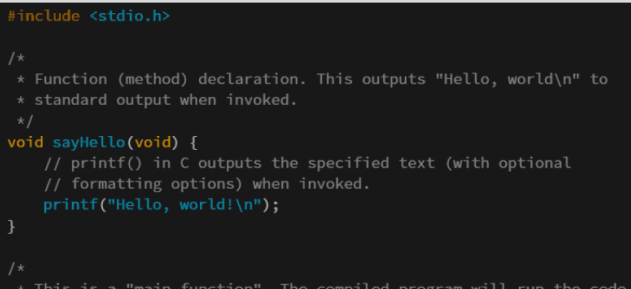 #include <stdio.h>
/*
* Function (method) declaration. This outputs "Hello, world\n" to
* standard output when invoked.
*/
void sayHello(void) {
// printf() in C outputs the specified text (with optional
// formatting options) when invoked.
printf("Hello, world!\n");
}
/*
* This is a "main function". The compiled program will run the code